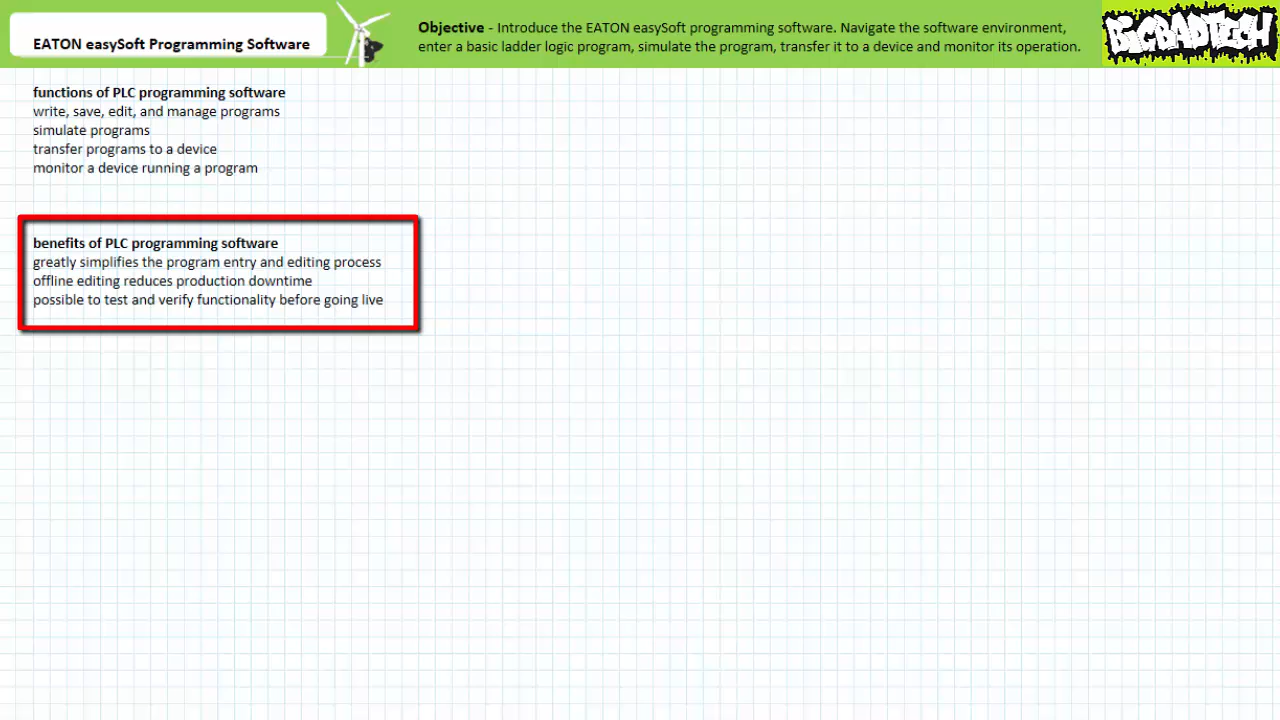 EATON easySoft Programming Software
Objective - Introduce the EATON easySoft programming software. Navigate the software environment,
enter a basic ladder logic program, simulate the program, transfer it to a device and monitor its operation.
BIGBADTECH
functions of PLC programming software
write, save, edit, and manage programs
simulate programs
transfer programs to a device
monitor a device running a program
benefits of PLC programming software
greatly simplifies the program entry and editing process
offline editing reduces production downtime
possible to test and verify functionality before going live